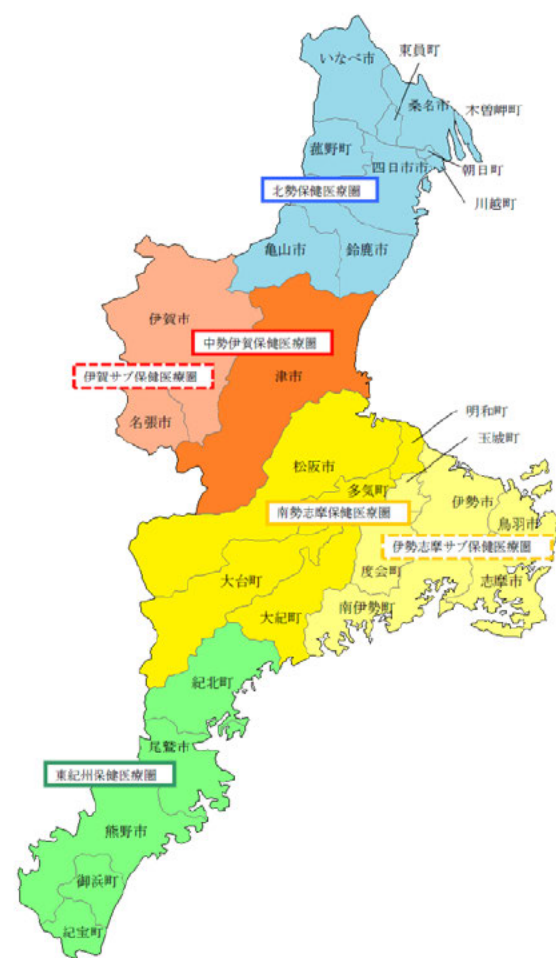 東員町
いなべ市
桑名市
木曽岬町
菰野町
四日市市
朝日町
北勢保健医療圏
川越町
亀山市
鈴鹿市
伊賀市
中勢伊賀保健医療圏
伊賀サブ保健医療圏
津市
名張市
明和町
玉城町
松阪市
多気町
伊勢市
南勢志摩保健医療圏
鳥羽市
伊勢志摩サブ保健医療圏
度会町
大台町
志摩市
南伊勢町
大紀町
紀北町
尾鷲市
東紀州保健医療圏
熊野市
御浜町
紀宝町